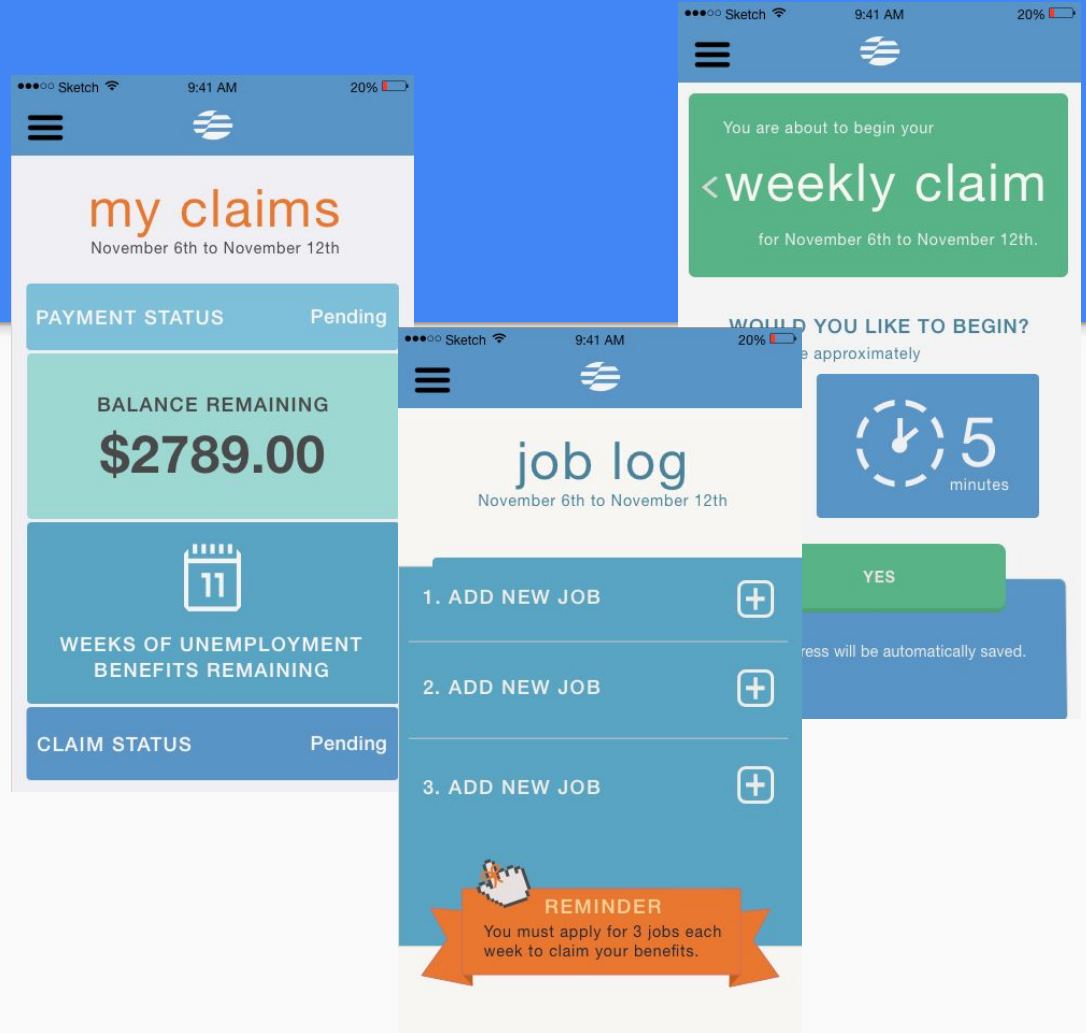 Sketch 9:41 AM 20%
my claims
November 6th to November 12th
PAYMENT STATUS Pending
BALANCE REMAINING
$2789.00
11
WEEKS OF UNEMPLOYMENT
BENEFITS REMAINING
CLAIM STATUS Pending
Sketch 9:41 AM 20%
job log
November 6th to November 12th
1. ADD NEW JOB
2. ADD NEW JOB
3. ADD NEW JOB
REMINDER
You must apply for 3 jobs each
week to claim your benefits.
Sketch 9:41 AM 20%
You are about to begin your
<weekly claim
for November 6th to November 12th.
WOULD YOU LIKE TO BEGIN?
approximately
5
minutes
YES
will be automatically saved.